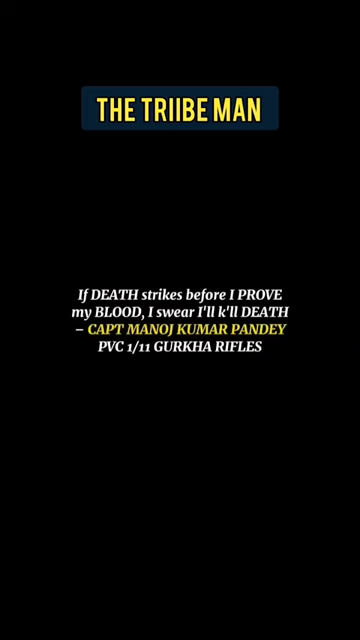 THE TRIIBE MAN
If DEATH strikes before I PROVE
my BLOOD, I swear I'll k'll DEATH
– CAPT MANOJ KUMAR PANDEY
PVC 1/11 GURKHA RIFLES